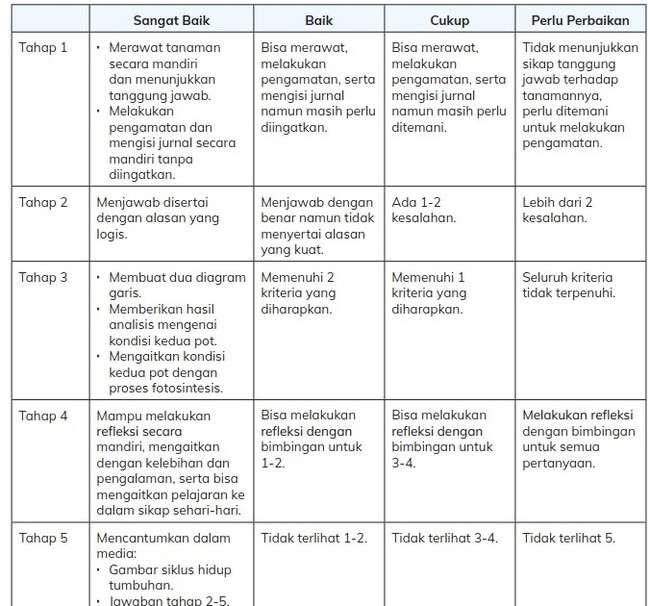 Sangat Baik Baik Cukup Perlu Perbaikan
Tahap 1
• Merawat tanaman
secara mandiri
dan menunjukkan
tanggung jawab.
• Melakukan
pengamatan dan
mengisi jurnal secara
mandiri tanpa
diingatkan.
Bisa merawat,
melakukan
pengamatan, serta
mengisi jurnal
namun masih perlu
diingatkan.
Bisa merawat,
melakukan
pengamatan, serta
mengisi jurnal
namun masih perlu
ditemani.
Tidak menunjukkan
sikap tanggung
jawab terhadap
tanamannya,
perlu ditemani
untuk melakukan
pengamatan.
Tahap 2
Menjawab disertai
dengan alasan yang
logis.
Menjawab dengan
benar namun tidak
menyertai alasan
yang kuat.
Ada 1-2
kesalahan.
Lebih dari 2
kesalahan.
Tahap 3
• Membuat dua diagram
garis.
• Memberikan hasil
analisis mengenai
kondisi kedua pot.
• Mengaitkan kondisi
kedua pot dengan
proses fotosintesis.
Memenuhi 2
kriteria yang
diharapkan.
Memenuhi 1
kriteria yang
diharapkan.
Seluruh kriteria
tidak terpenuhi.
Tahap 4
Mampu melakukan
refleksi secara
mandiri, mengaitkan
dengan kelebihan dan
pengalaman, serta bisa
mengaitkan pelajaran ke
dalam sikap sehari-hari.
Bisa melakukan
refleksi dengan
bimbingan untuk
1-2.
Bisa melakukan
refleksi dengan
bimbingan untuk
3-4.
Melakukan refleksi
dengan bimbingan
untuk semua
pertanyaan.
Tahap 5
Mencantumkan dalam
media:
• Gambar siklus hidup
tumbuhan.
• Jawaban tahap 2-5.
Tidak terlihat 1-2.
Tidak terlihat 3-4.
Tidak terlihat 5.